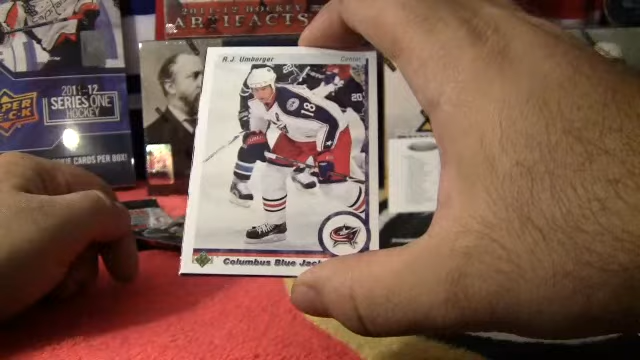 2011-12 HOCKEY
ARTIFACTS
UPPER
DECK
2011-12
SERIES ONE
HOCKEY
CARDS PER BOX!
R.J. Umberger
Center
18
Columbus Blue Jac